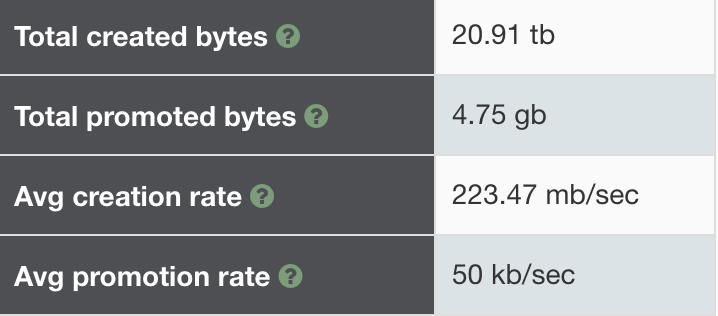 Total created bytes ? 20.91 tb
Total promoted bytes ? 4.75 gb
Avg creation rate ? 223.47 mb/sec
Avg promotion rate ? 50 kb/sec